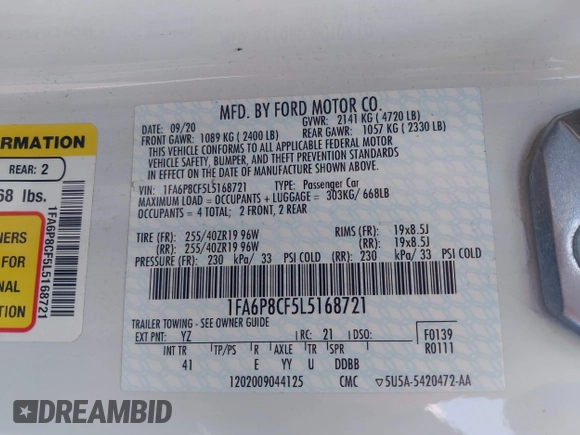 MFD. BY FORD MOTOR CO.
DATE: 09/20 GVWR: 2141 KG ( 4720 LB)
FRONT GAWR: 1089 KG ( 2400 LB) REAR GAWR: 1057 KG ( 2330 LB)
THIS VEHICLE CONFORMS TO ALL APPLICABLE FEDERAL MOTOR
VEHICLE SAFETY, BUMPER, AND THEFT PREVENTION STANDARDS IN
EFFECT ON THE DATE OF MANUFACTURE SHOWN ABOVE.
VIN: 1FA6P8CF5L5168721 TYPE: Passenger Car
MAXIMUM LOAD = OCCUPANTS + LUGGAGE = 303KG/ 668LB
OCCUPANTS = 4 TOTAL; 2 FRONT, 2 REAR
TIRE (FR): 255/40ZR19 96W RIMS (FR): 19x8.5J
(RR): 255/40ZR19 96W (RR): 19x8.5J
PRESSURE (FR): 230 kPa/ 33 PSI COLD (RR): 230 kPa/ 33 PSI COLD
1FA6P8CF5L5168721
TRAILER TOWING - SEE OWNER GUIDE
EXT PNT: YZ RC: 21 DSO: F0139
R0111
INT TR TP/PS R AXLE TR SPR
41 E YY U DDBB
1202009044125 CMC 5U5A-5420472-AA
ORMATION
REAR: 2
68 lbs.
NERS
FOR
NAL
TION
1FA6P8CF5L5168721
DREAMBID